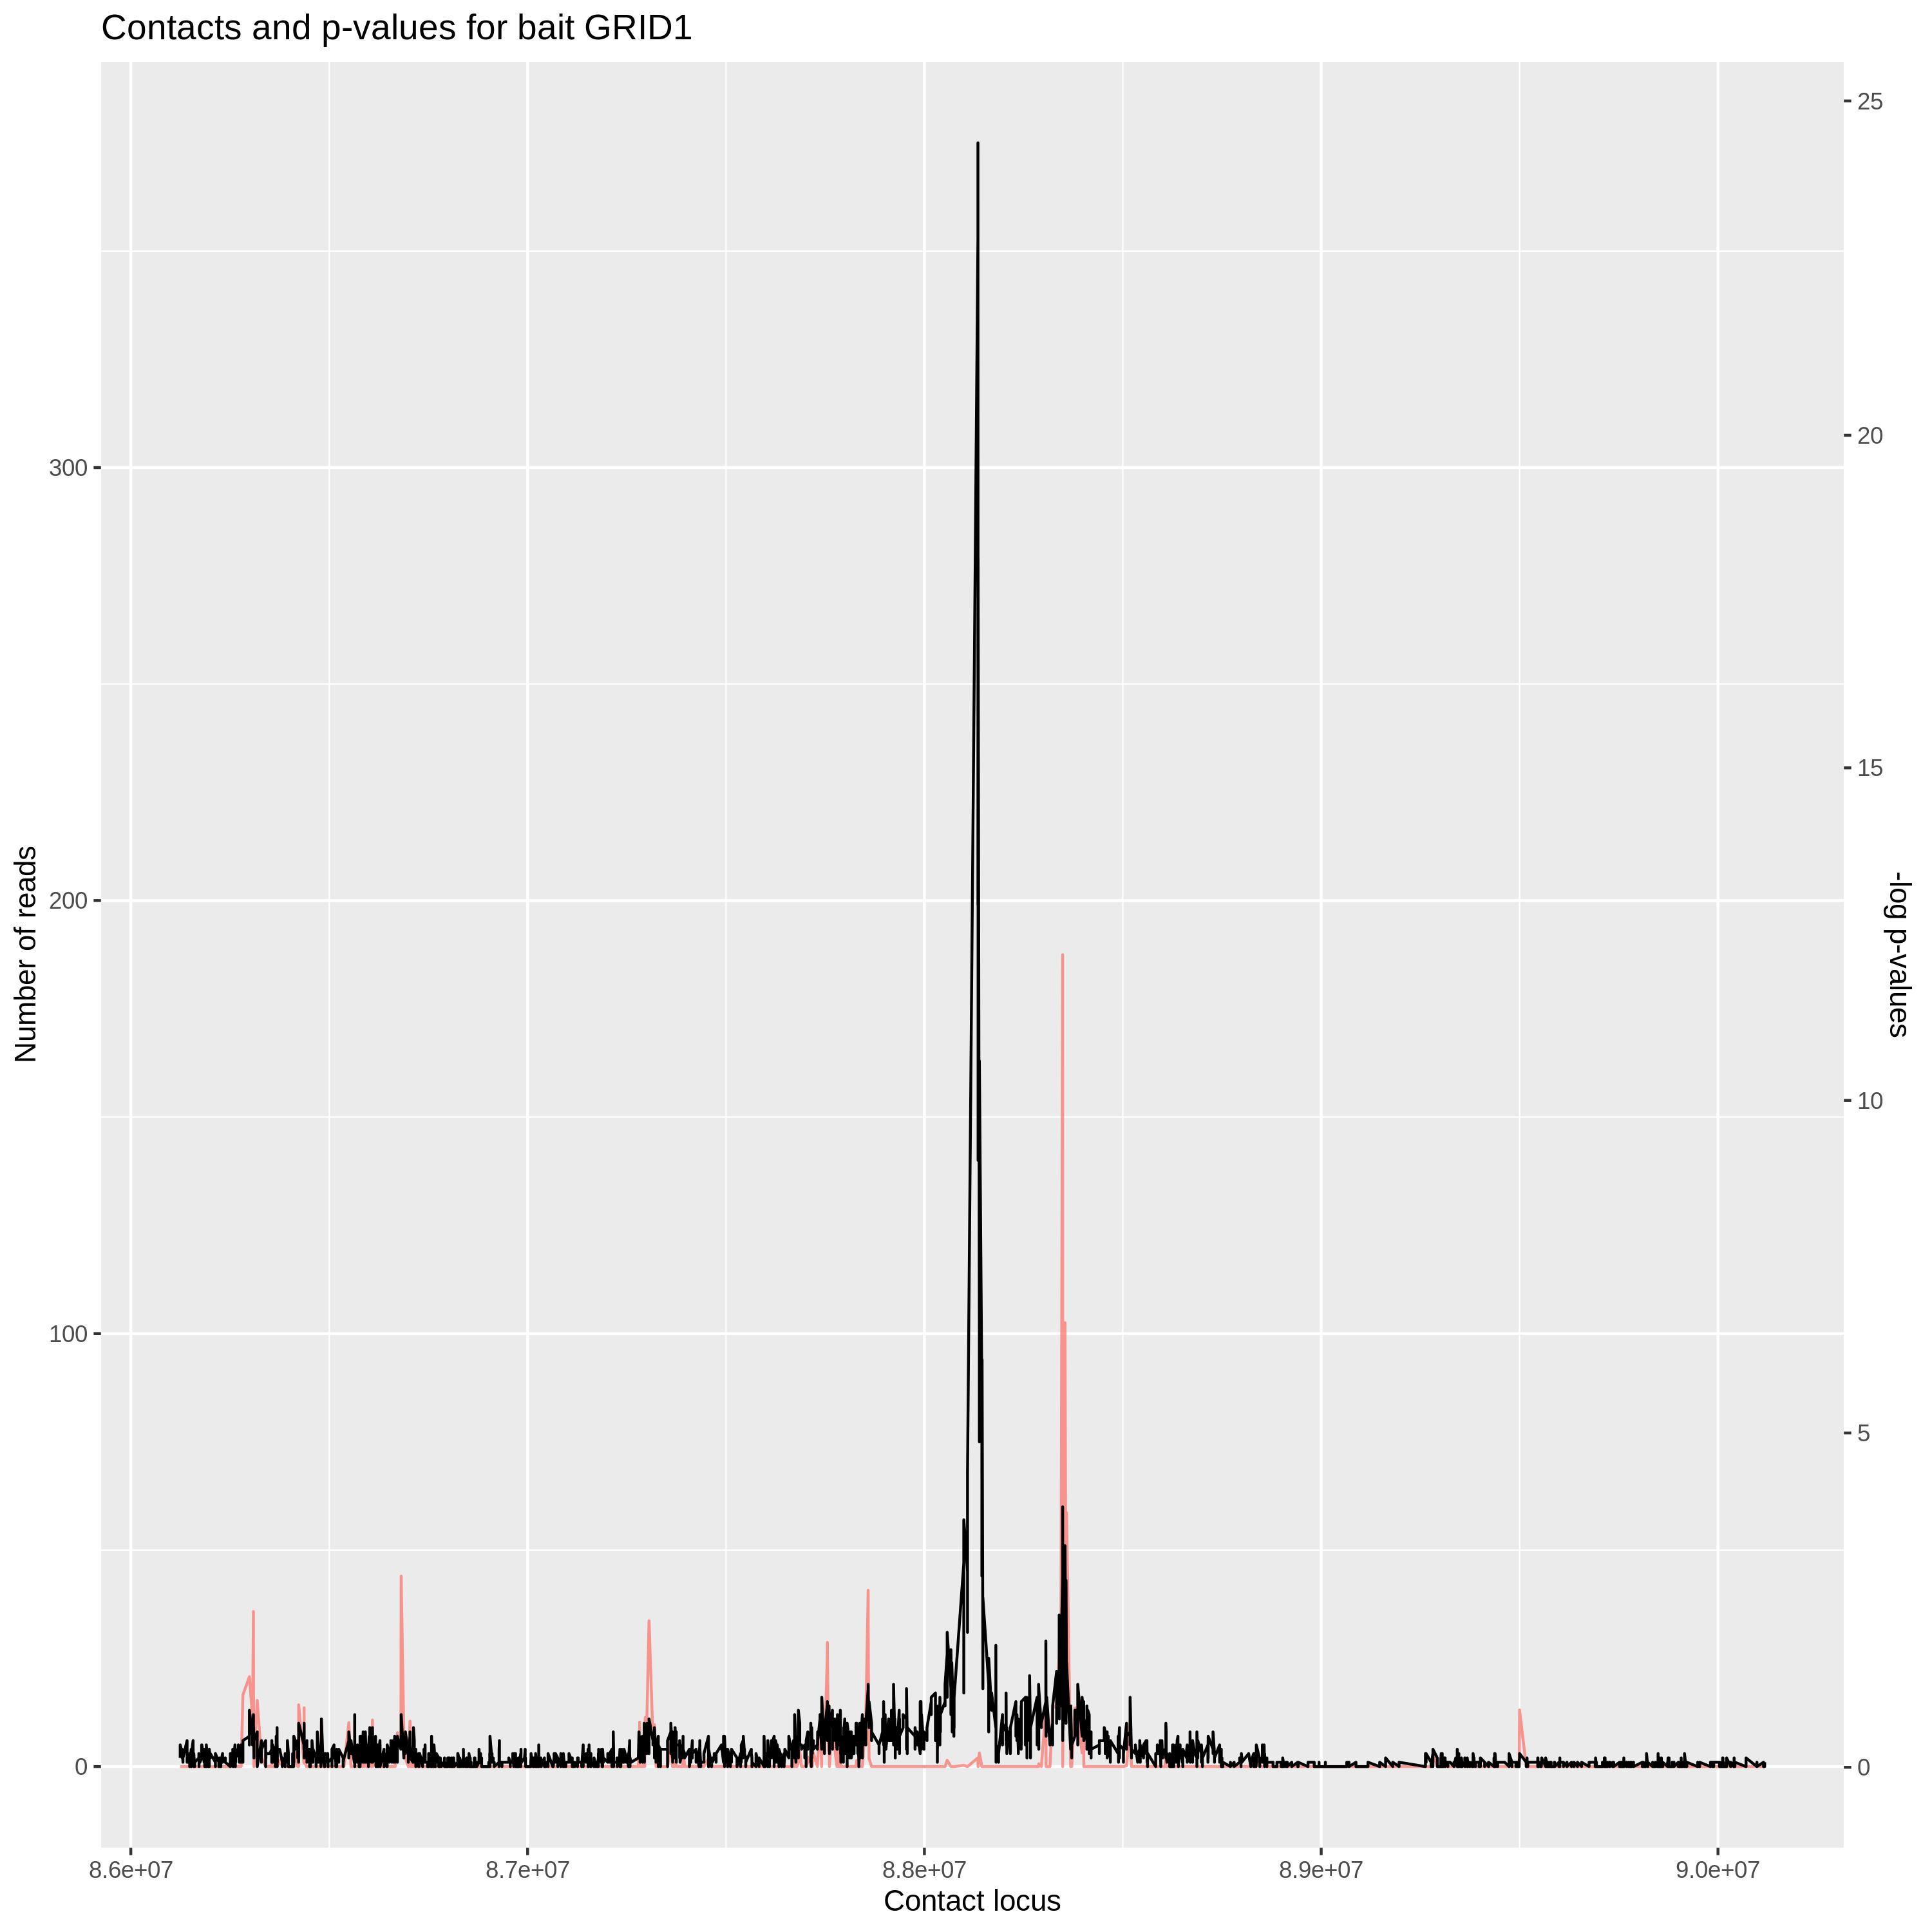 Contacts and p-values for bait GRID1
25
20
300
15
200
10
100
5
0
0
Number of reads
-log p-values
8.6e+07
8.7e+07
8.8e+07
8.9e+07
9.0e+07
Contact locus